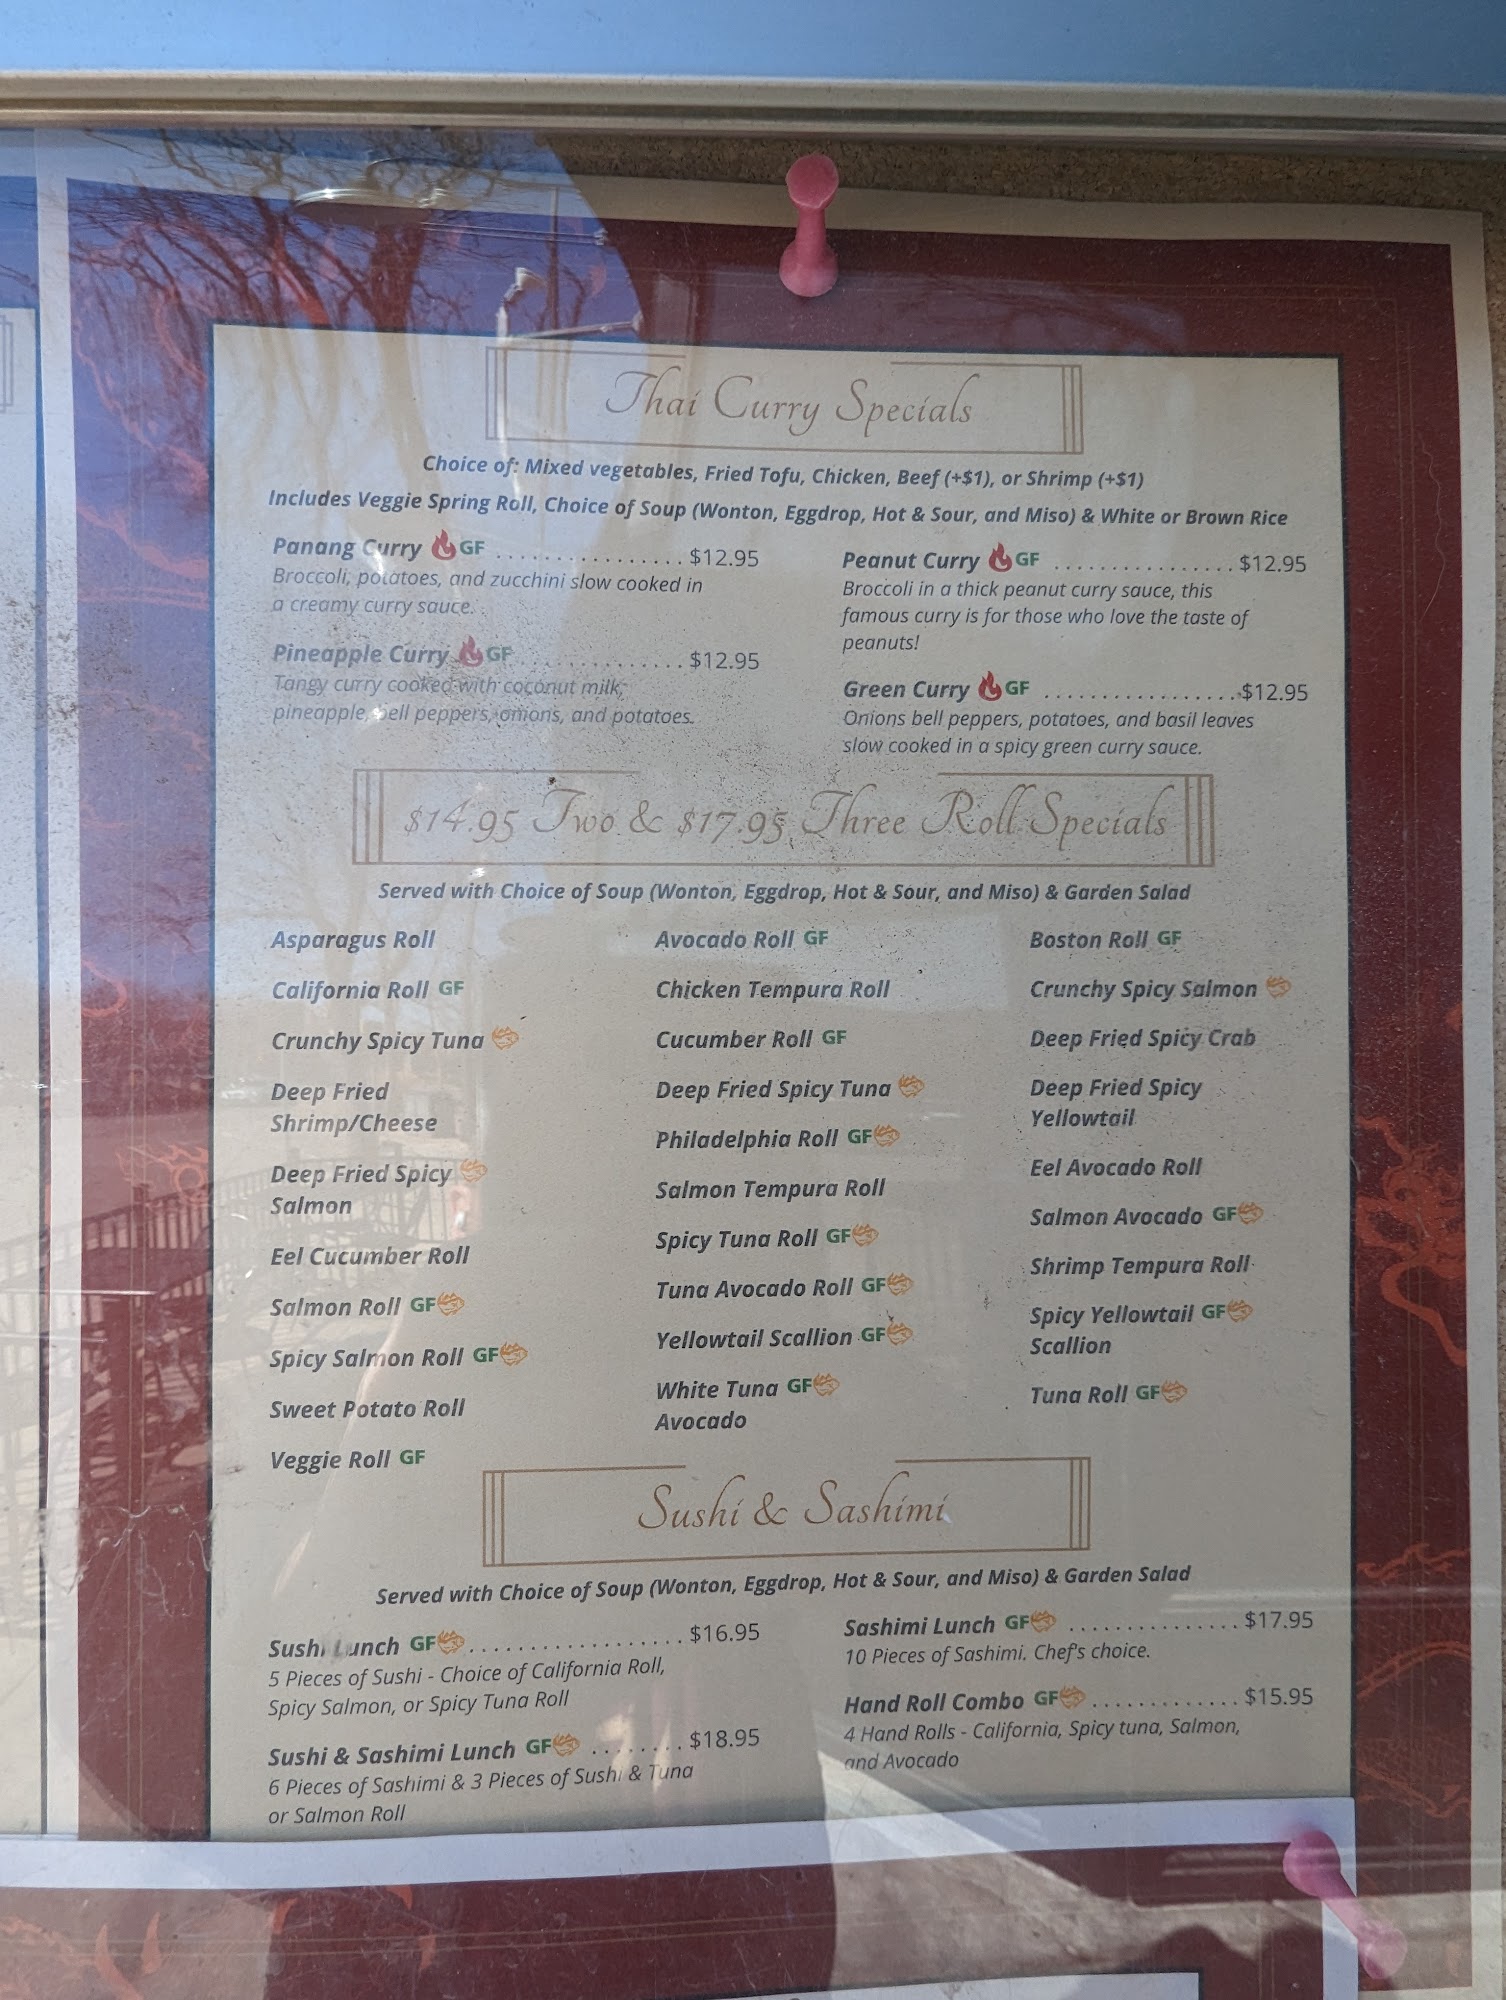 Thai Curry Specials
Choice of: Mixed vegetables, Fried Tofu, Chicken, Beef (+$1), or Shrimp (+$1)
Includes Veggie Spring Roll, Choice of Soup (Wonton, Eggdrop, Hot & Sour, and Miso) & White or Brown Rice
Panang Curry GF ................ $12.95
Broccoli, potatoes, and zucchini slow cooked in
a creamy curry sauce.
Pineapple Curry GF .............. $12.95
Tangy curry cooked with coconut milk,
pineapple, bell peppers, onions, and potatoes.
Peanut Curry GF ................ $12.95
Broccoli in a thick peanut curry sauce, this
famous curry is for those who love the taste of
peanuts!
Green Curry GF .................. $12.95
Onions bell peppers, potatoes, and basil leaves
slow cooked in a spicy green curry sauce.
$14.95 Two & $17.95 Three Roll Specials
Served with Choice of Soup (Wonton, Eggdrop, Hot & Sour, and Miso) & Garden Salad
Asparagus Roll
California Roll GF
Crunchy Spicy Tuna
Deep Fried
Shrimp/Cheese
Deep Fried Spicy
Salmon
Eel Cucumber Roll
Salmon Roll GF
Spicy Salmon Roll GF
Sweet Potato Roll
Veggie Roll GF
Avocado Roll GF
Chicken Tempura Roll
Cucumber Roll GF
Deep Fried Spicy Tuna
Philadelphia Roll GF
Salmon Tempura Roll
Spicy Tuna Roll GF
Tuna Avocado Roll GF
Yellowtail Scallion GF
White Tuna GF
Avocado
Boston Roll GF
Crunchy Spicy Salmon
Deep Fried Spicy Crab
Deep Fried Spicy
Yellowtail
Eel Avocado Roll
Salmon Avocado GF
Shrimp Tempura Roll
Spicy Yellowtail GF
Scallion
Tuna Roll GF
Sushi & Sashimi
Served with Choice of Soup (Wonton, Eggdrop, Hot & Sour, and Miso) & Garden Salad
Sushi Lunch GF .................. $16.95
5 Pieces of Sushi - Choice of California Roll,
Spicy Salmon, or Spicy Tuna Roll
Sushi & Sashimi Lunch GF ........ $18.95
6 Pieces of Sashimi & 3 Pieces of Sushi & Tuna
or Salmon Roll
Sashimi Lunch GF ............... $17.95
10 Pieces of Sashimi. Chef's choice.
Hand Roll Combo GF ............. $15.95
4 Hand Rolls - California, Spicy tuna, Salmon,
and Avocado